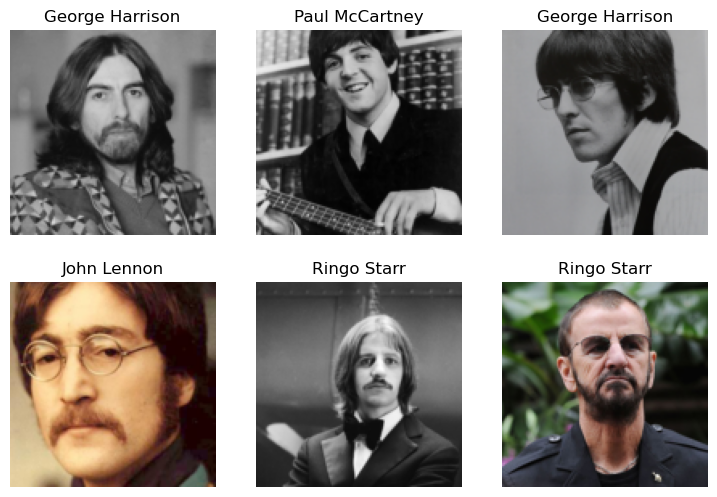 George Harrison
Paul McCartney
George Harrison
John Lennon
Ringo Starr
Ringo Starr